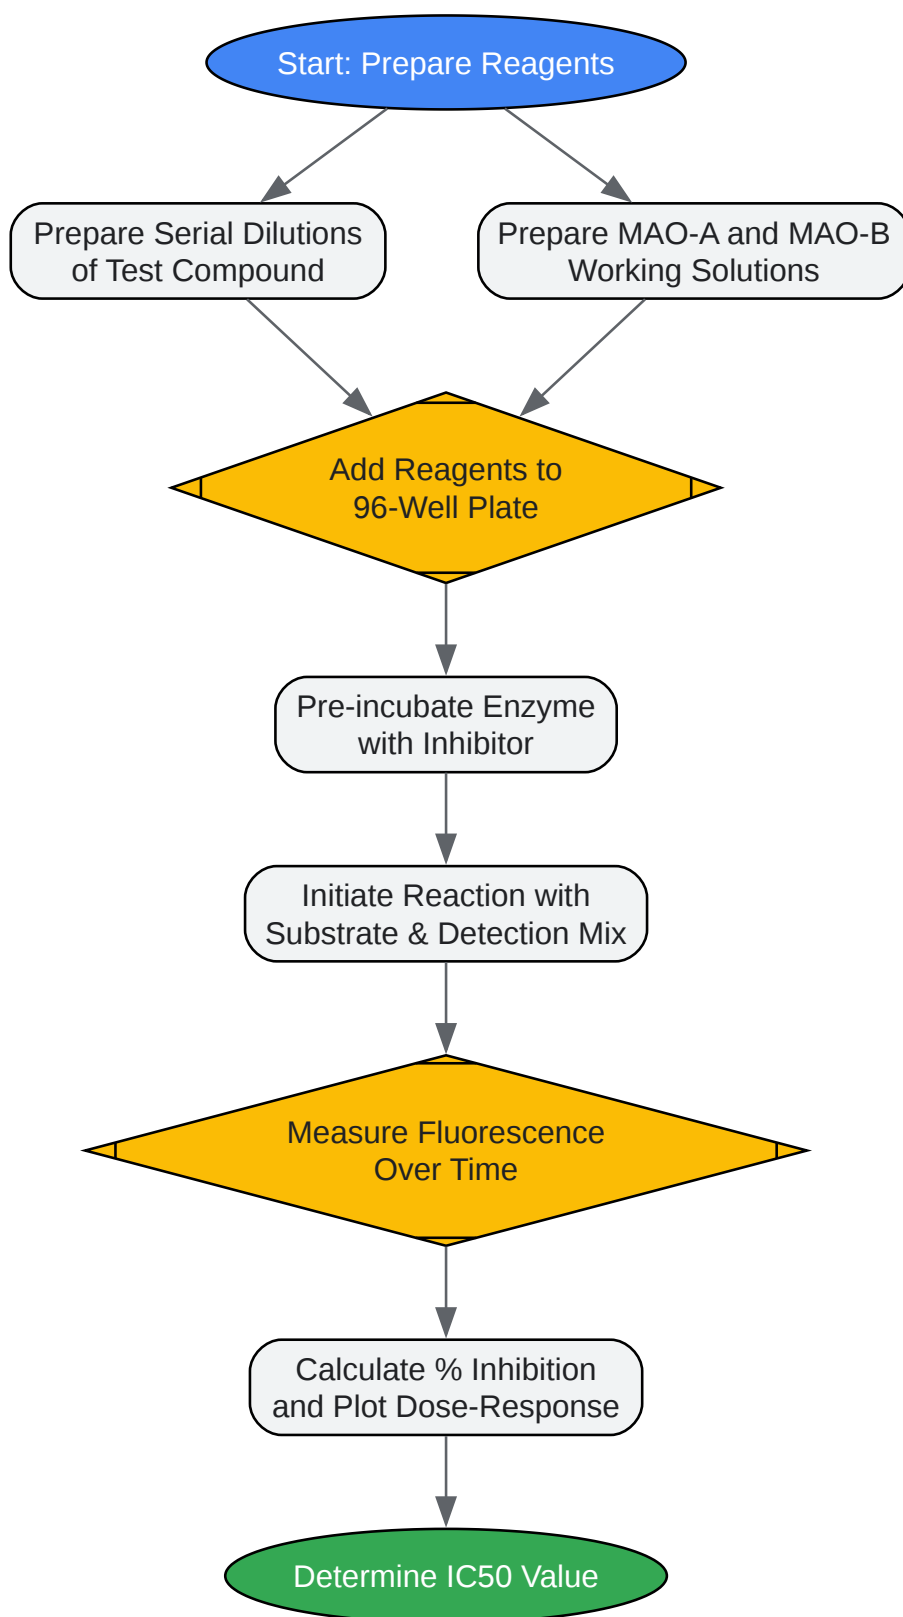 Start: Prepare Reagents
Prepare Serial Dilutions
of Test Compound
Prepare MAO-A and MAO-B
Working Solutions
Add Reagents to
96-Well Plate
Pre-incubate Enzyme
with Inhibitor
Initiate Reaction with
Substrate & Detection Mix
Measure Fluorescence
Over Time
Calculate % Inhibition
and Plot Dose-Response
Determine IC50 Value